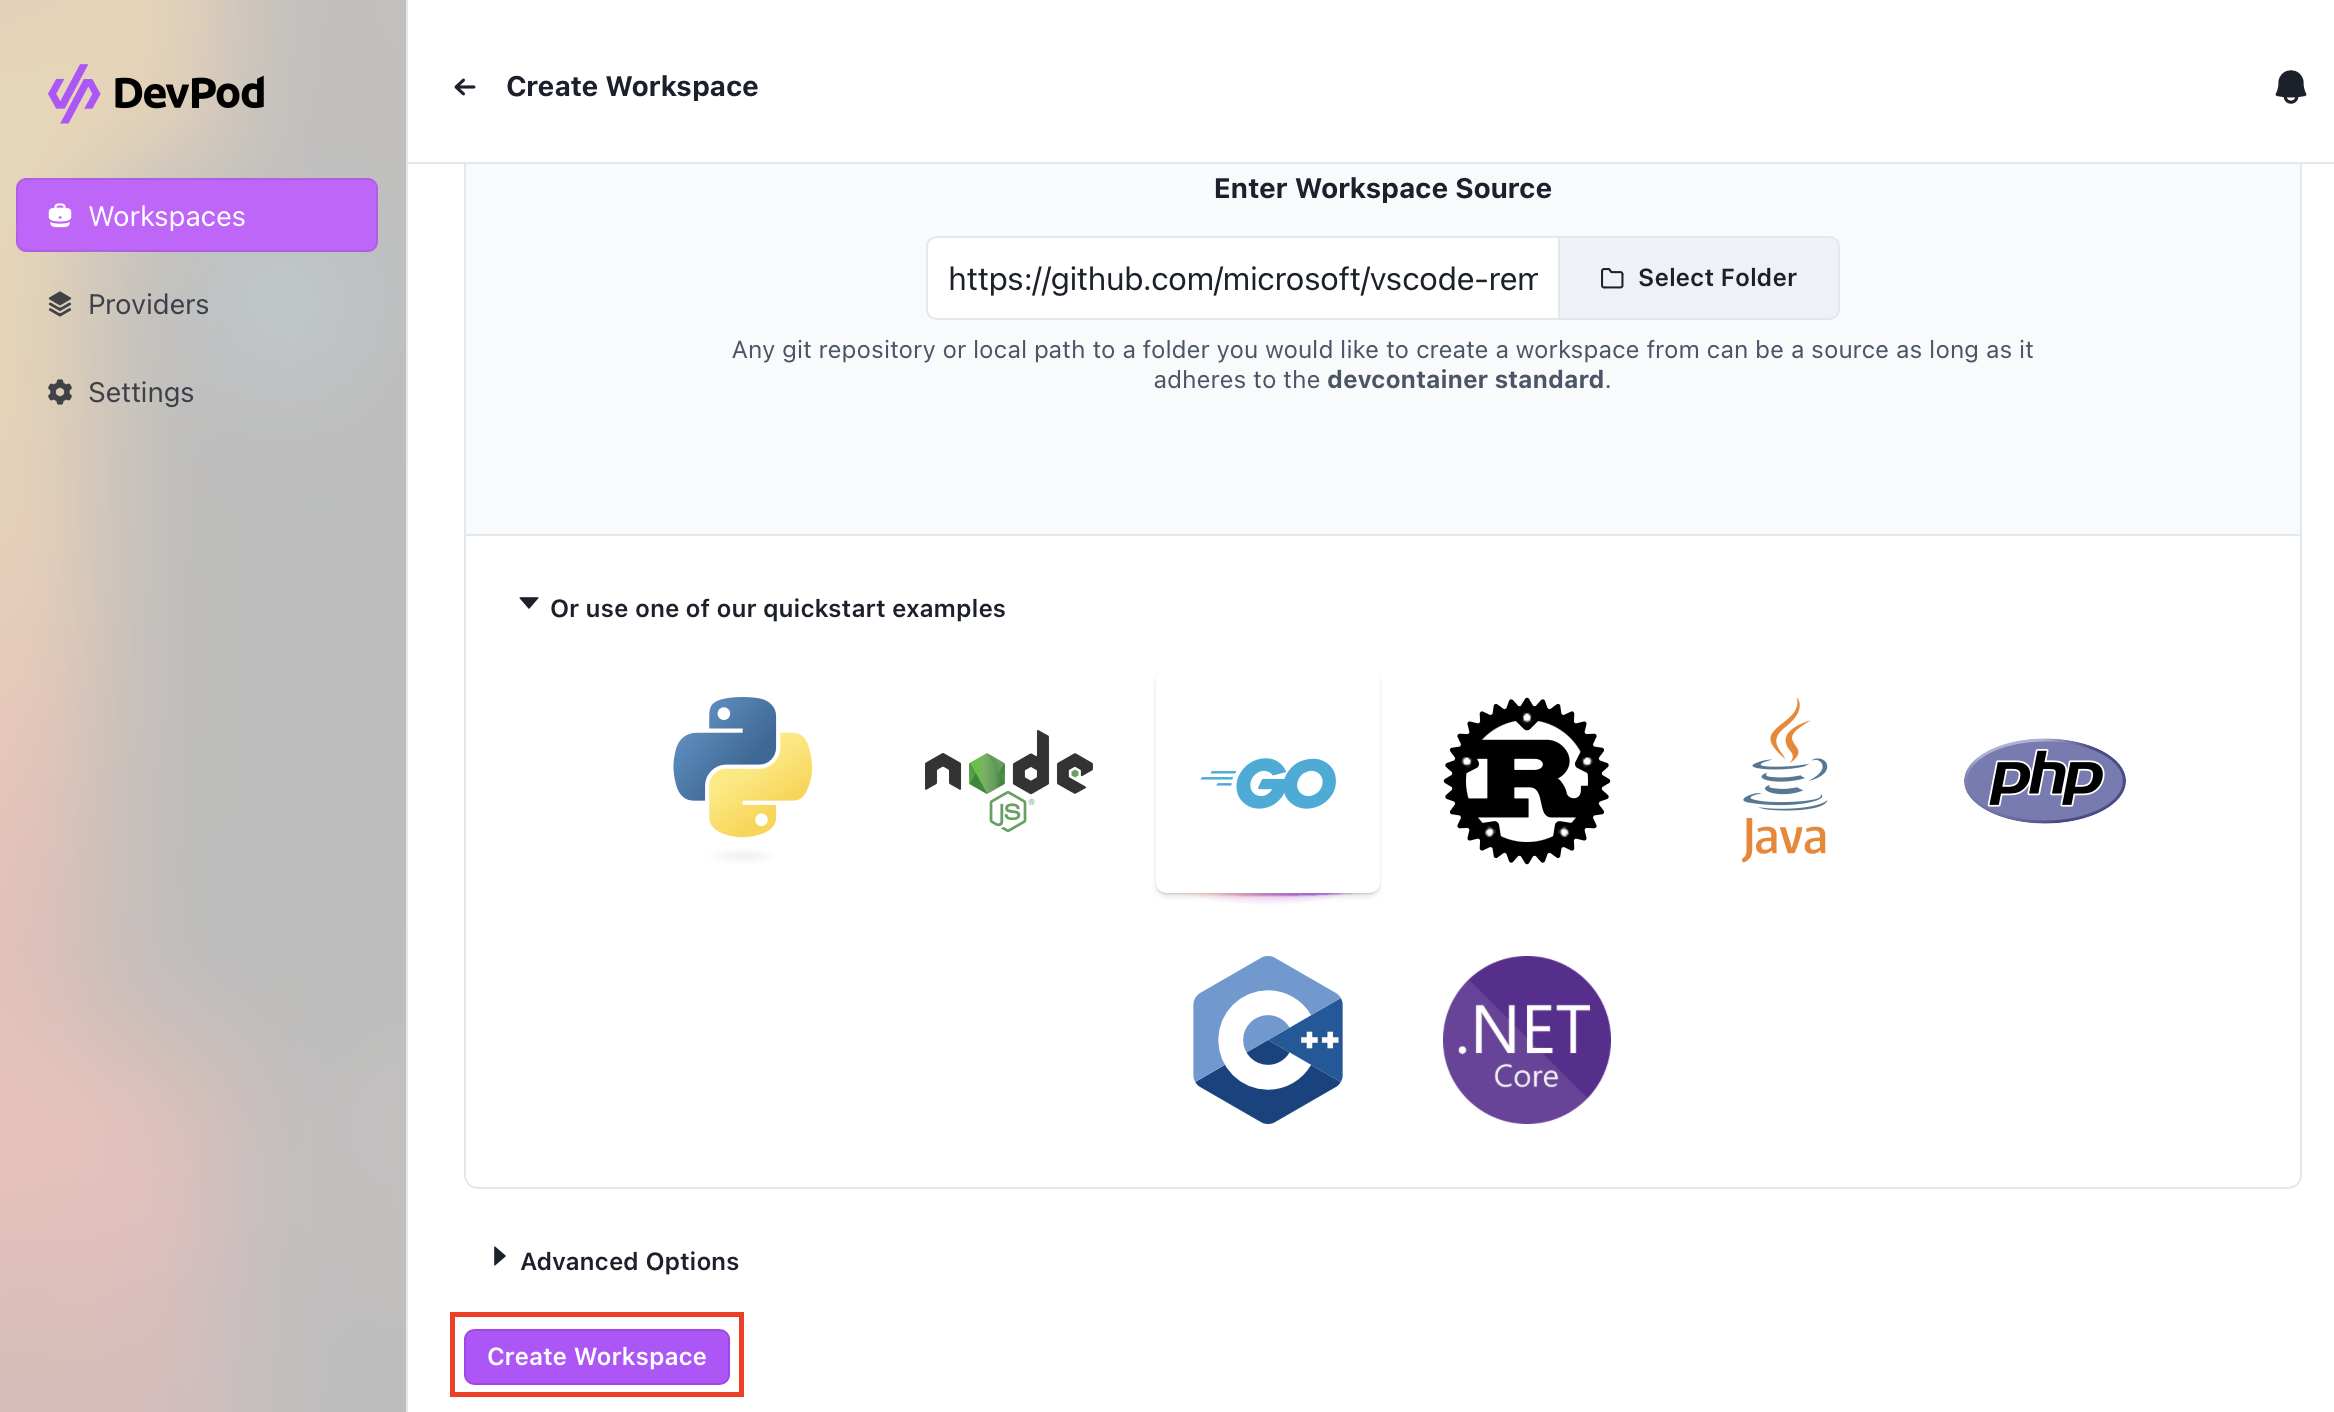 DevPod
Workspaces
Providers
Settings
Create Workspace
Enter Workspace Source
https://github.com/microsoft/vscode-rem
Select Folder
Any git repository or local path to a folder you would like to create a workspace from can be a source as long as it
adheres to the devcontainer standard.
Or use one of our quickstart examples
node
JS
GO
R
Java
php
C++
.NET
Core
Advanced Options
Create Workspace